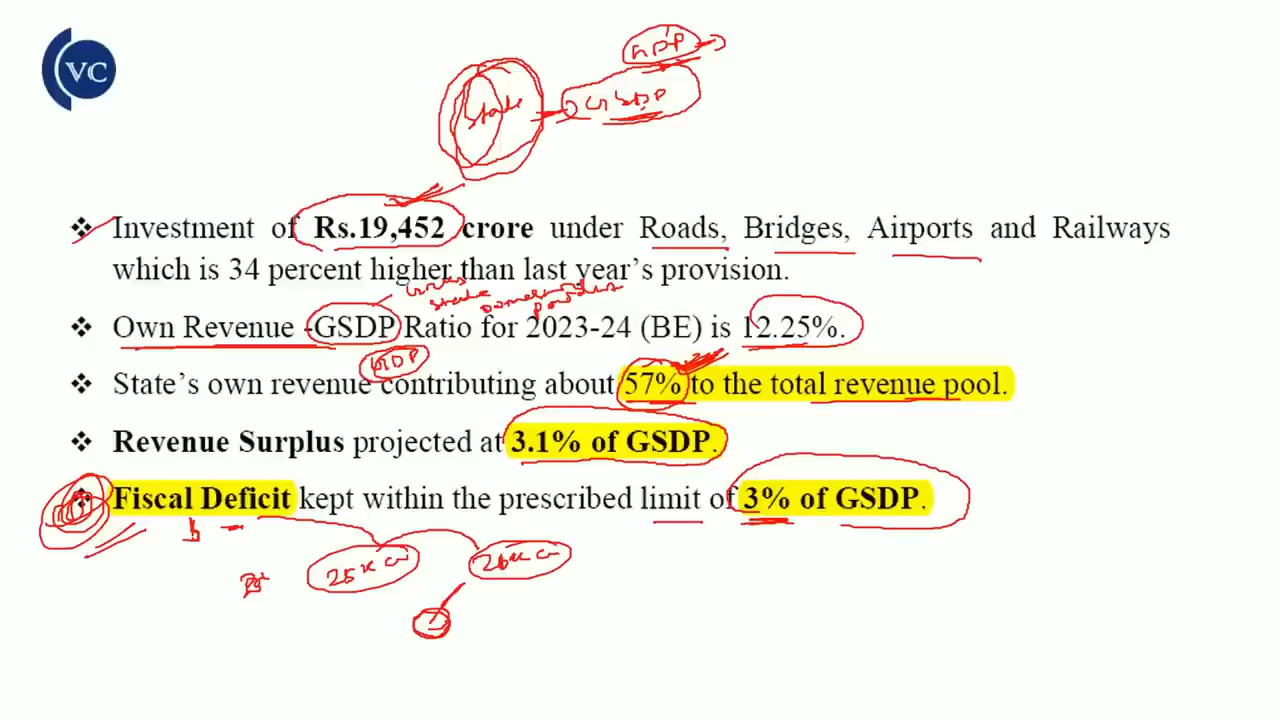 VC
GDP
State
GSDP
❖ Investment of Rs.19,452 crore under Roads, Bridges, Airports and Railways
which is 34 percent higher than last year’s provision.
Gross
State
Domestic
❖ Own Revenue -GSDP Ratio for 2023-24 (BE) is 12.25%.
GDP
❖ State’s own revenue contributing about 57% to the total revenue pool.
❖ Revenue Surplus projected at 3.1% of GSDP.
❖ Fiscal Deficit kept within the prescribed limit of 3% of GSDP.